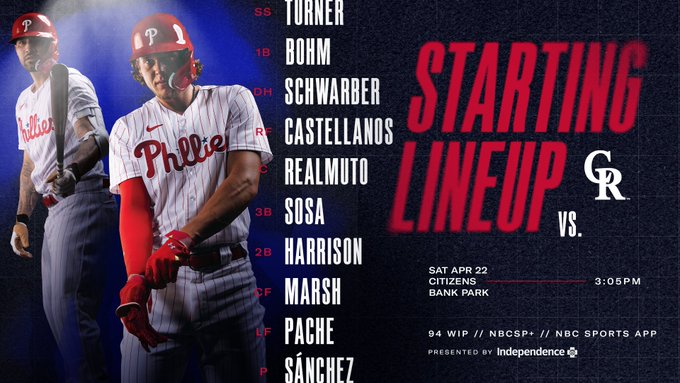 SS TURNER
1B BOHM
DH SCHWARBER
RF CASTELLANOS
C REALMUTO
3B SOSA
2B HARRISON
CF MARSH
LF PACHE
P SÁNCHEZ
STARTING
LINEUP
VS.
CR
SAT APR 22
CITIZENS
BANK PARK
3:05PM
94 WIP // NBCSP+ // NBC SPORTS APP
PRESENTED BY Independence
P
P
Phillies
Phillies